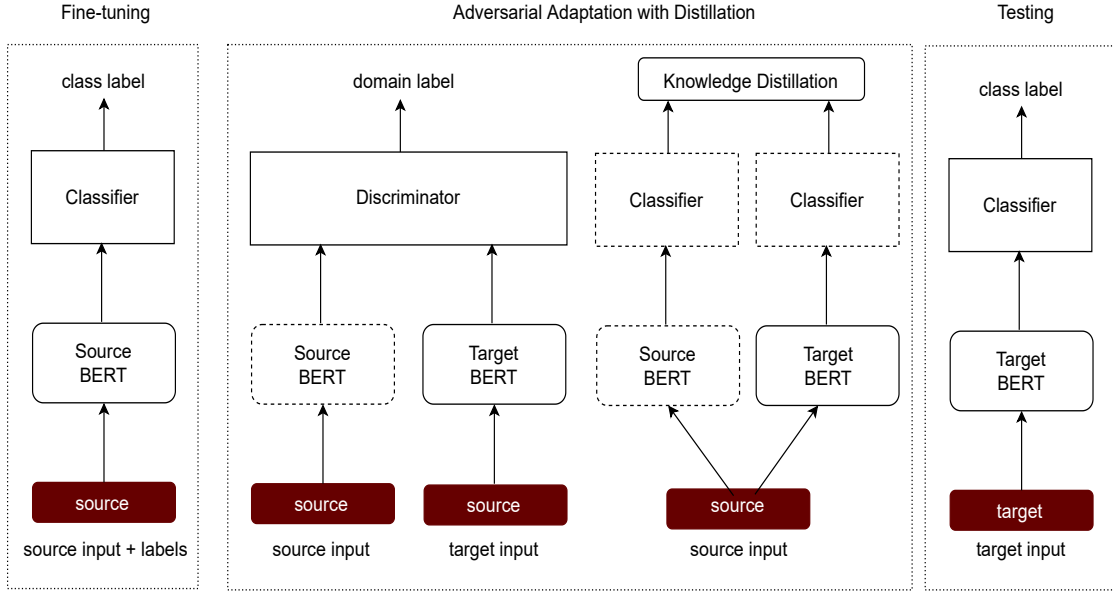 Fine-tuning
class label
Classifier
Source
BERT
source
source input + labels
Adversarial Adaptation with Distillation
domain label
Discriminator
Source
BERT
Target
BERT
source
source
source input
target input
Knowledge Distillation
Classifier
Classifier
Source
BERT
Target
BERT
source
source input
Testing
class label
Classifier
Target
BERT
target
target input